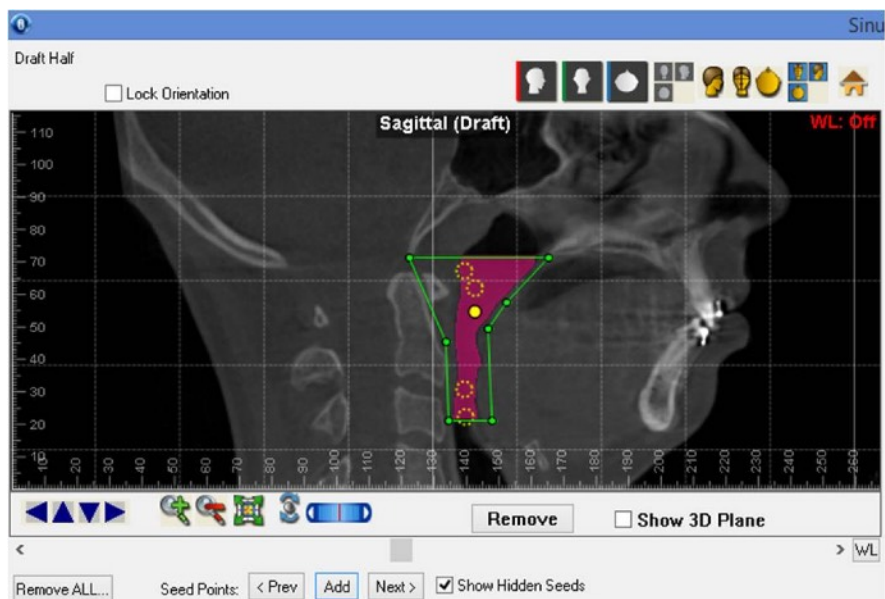 Sinu
Draft Half
Lock Orientation
Sagittal (Draft)
WL: Off
110
100
90
80
70
60
50
40
30
20
10
10 20 30 40 50 60 70 80 90 100 110 120 130 140 150 160 170 180 190 200 210 220 230 240 250 260
Remove
Show 3D Plane
< > WL
Remove ALL... Seed Points: < Prev Add Next > Show Hidden Seeds